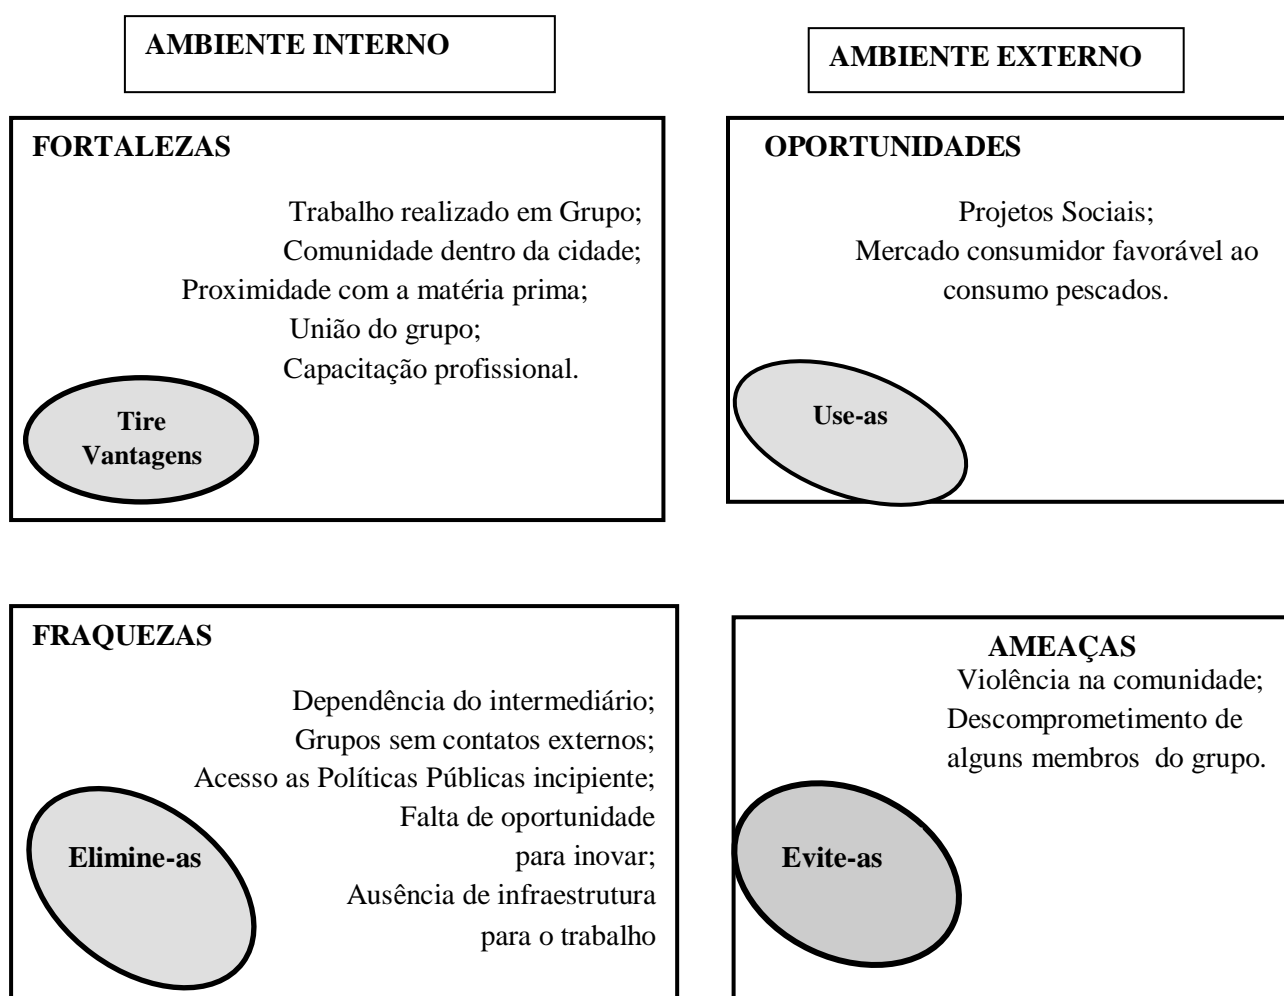 AMBIENTE INTERNO
AMBIENTE EXTERNO
FORTALEZAS
Trabalho realizado em Grupo;
Comunidade dentro da cidade;
Proximidade com a matéria prima;
União do grupo;
Capacitação profissional.
Tire
Vantagens
OPORTUNIDADES
Projetos Sociais;
Mercado consumidor favorável ao
consumo pescados.
Use-as
FRAQUEZAS
Dependência do intermediário;
Grupos sem contatos externos;
Acesso as Políticas Públicas incipiente;
Falta de oportunidade
para inovar;
Ausência de infraestrutura
para o trabalho
Elimine-as
AMEAÇAS
Violência na comunidade;
Descomprometimento de
alguns membros do grupo.
Evite-as